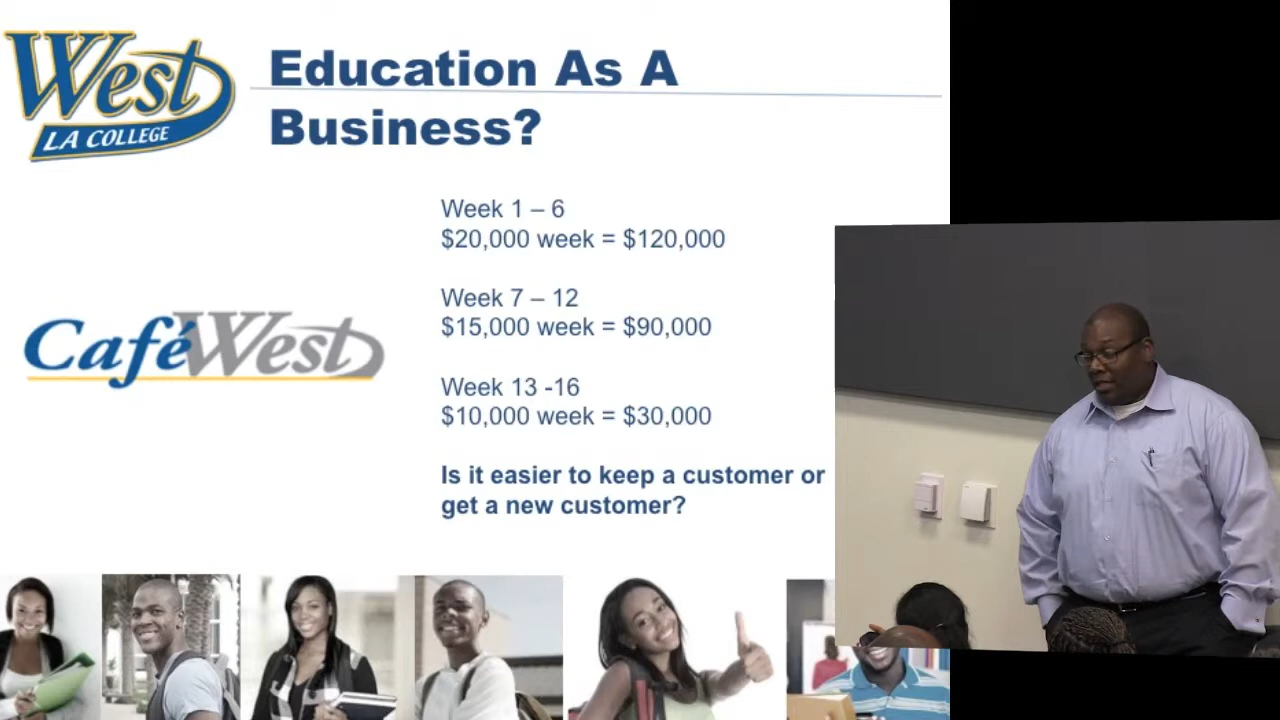 West
LA COLLEGE
Education As A
Business?
Week 1 – 6
$20,000 week = $120,000
Week 7 – 12
$15,000 week = $90,000
CaféWest
Week 13 -16
$10,000 week = $30,000
Is it easier to keep a customer or
get a new customer?